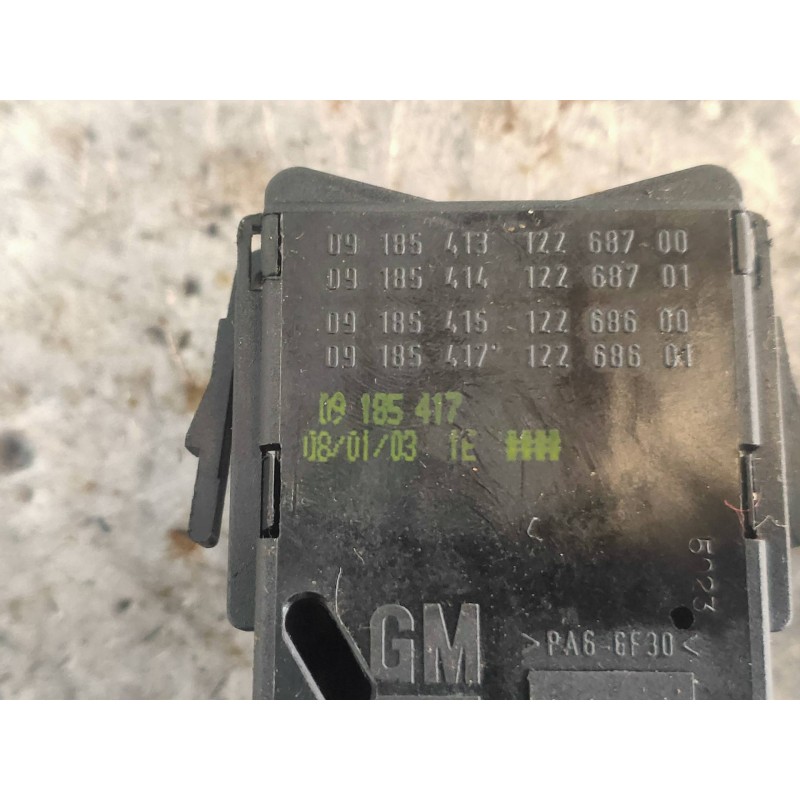 09 185 413 122 687-00
09 185 414 122 687 01
09 185 415 122 686 00
09 185 417 122 686 01
09 185 417
08/01/03 1E ###
5023
GM
>PA6-GF30<